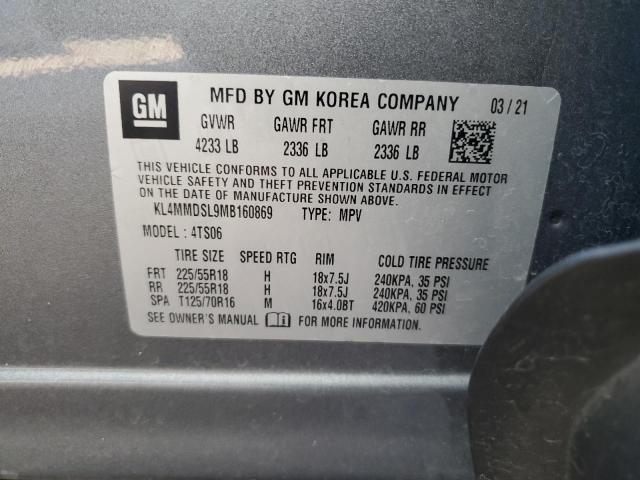 GM
MFD BY GM KOREA COMPANY 03/21
GVWR GAWR FRT GAWR RR
4233 LB 2336 LB 2336 LB
THIS VEHICLE CONFORMS TO ALL APPLICABLE U.S. FEDERAL MOTOR
VEHICLE SAFETY AND THEFT PREVENTION STANDARDS IN EFFECT
ON THE DATE OF MANUFACTURE SHOWN ABOVE.
KL4MMDSL9MB160869 TYPE: MPV
MODEL: 4TS06
TIRE SIZE SPEED RTG RIM COLD TIRE PRESSURE
FRT 225/55R18 H 18x7.5J 240KPA, 35 PSI
RR 225/55R18 H 18x7.5J 240KPA, 35 PSI
SPA T125/70R16 M 16x4.0BT 420KPA, 60 PSI
SEE OWNER'S MANUAL FOR MORE INFORMATION.